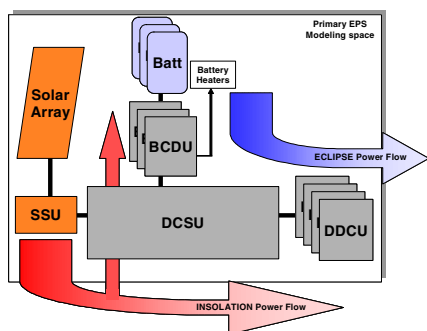 Primary EPS
Modeling space
Batt
Battery
Heaters
Solar
Array
BCDU
ECLIPSE Power Flow
SSU
DCSU
DDCU
INSOLATION Power Flow